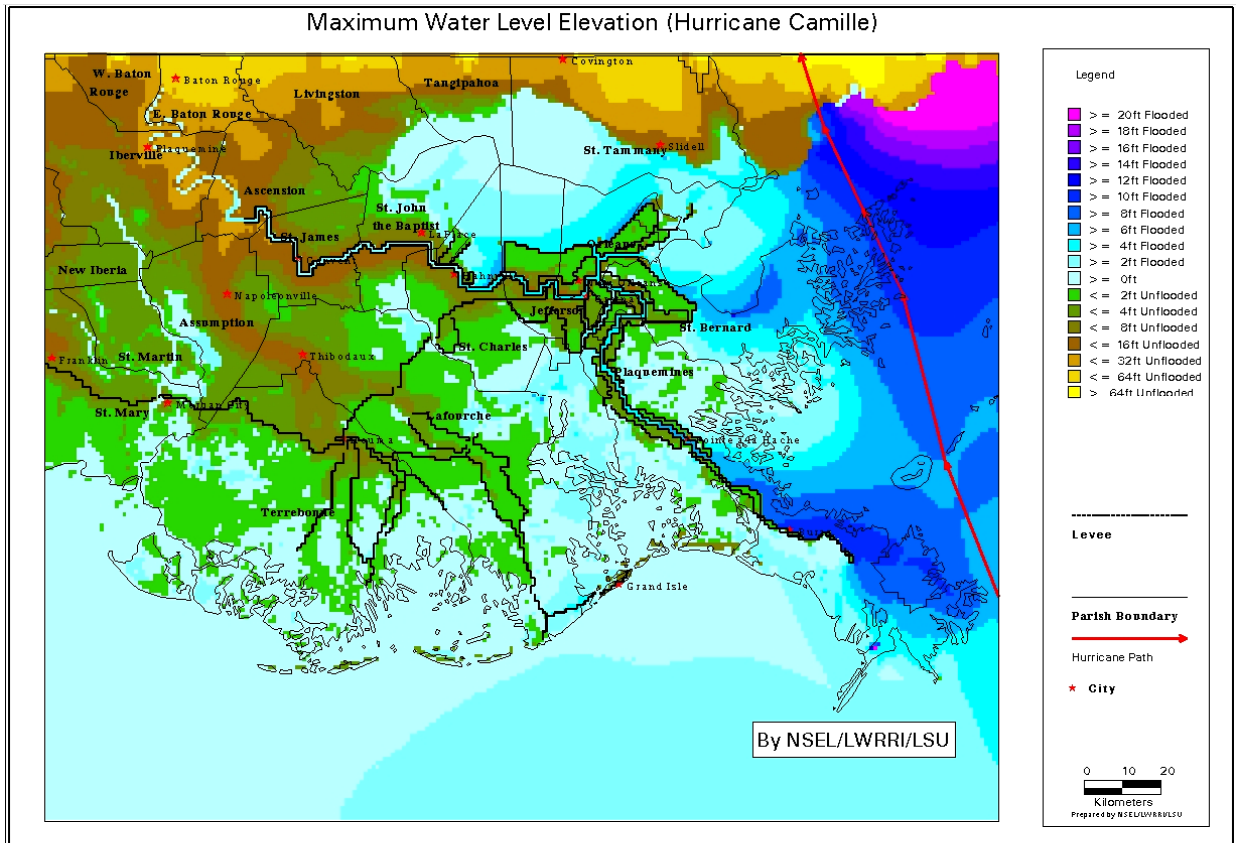 Maximum Water Level Elevation (Hurricane Camille)
Covington
W. Baton
Rouge
Baton Rouge
Tangipahoa
Livingston
E. Baton Rouge
Plaquemine
Iberville
St. Tammany
Slidell
Ascension
St. John
the Baptist
La Place
St. James
Orleans
New Iberia
Napoleonville
Assumption
Jefferson
St. Bernard
St. Charles
Franklin
St. Martin
Thibodaux
Plaquemines
St. Mary
Morgan City
Lafourche
Pointe a la Hache
Terrebonne
Grand Isle
By NSEL/LWRRI/LSU
Legend
> = 20ft Flooded
> = 18ft Flooded
> = 16ft Flooded
> = 14ft Flooded
> = 12ft Flooded
> = 10ft Flooded
> = 8ft Flooded
> = 6ft Flooded
> = 4ft Flooded
> = 2ft Flooded
> = 0ft
< = 2ft Unflooded
< = 4ft Unflooded
< = 8ft Unflooded
< = 16ft Unflooded
< = 32ft Unflooded
< = 64ft Unflooded
> 64ft Unflooded
Levee
Parish Boundary
Hurricane Path
City
0 10 20
Kilometers
Prepared by NSEL/LWRRI/LSU